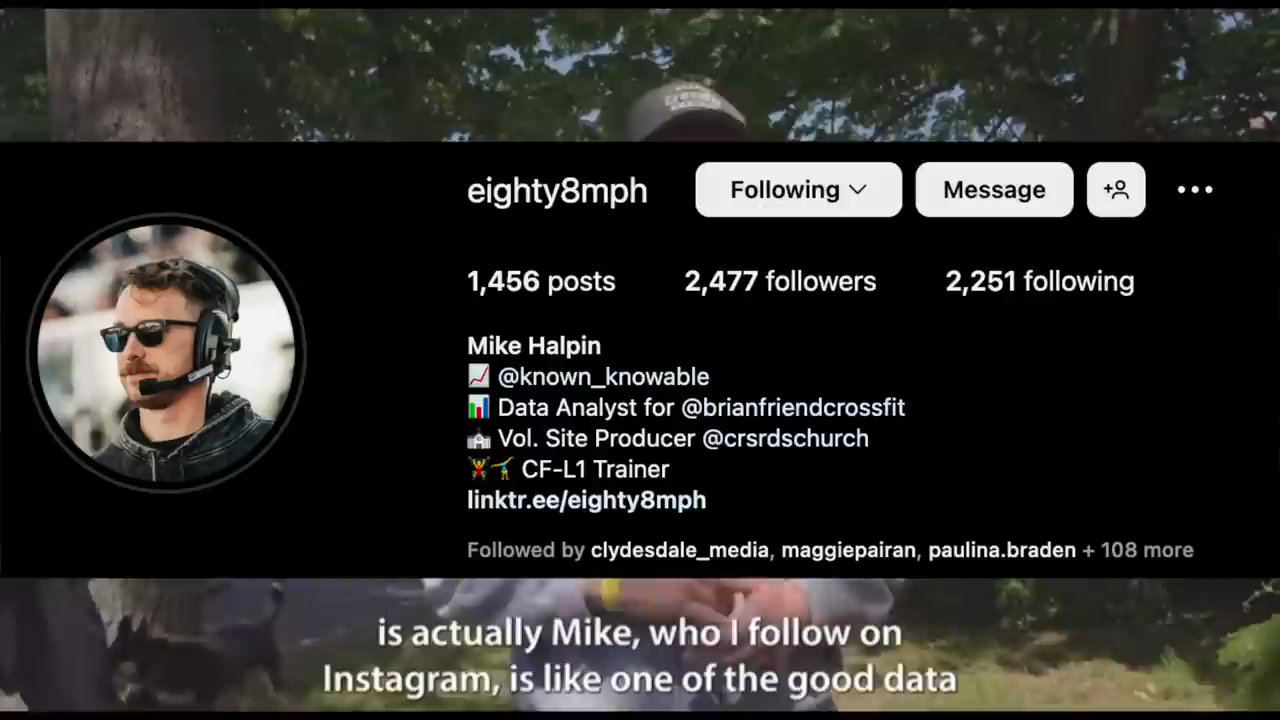 eighty8mph
Following
Message
1,456 posts
2,477 followers
2,251 following
Mike Halpin
@known_knowable
Data Analyst for @brianfriendcrossfit
Vol. Site Producer @crsrdschurch
CF-L1 Trainer
linktr.ee/eighty8mph
Followed by clydesdale_media, maggiepairan, paulina.braden + 108 more
is actually Mike, who I follow on
Instagram, is like one of the good data